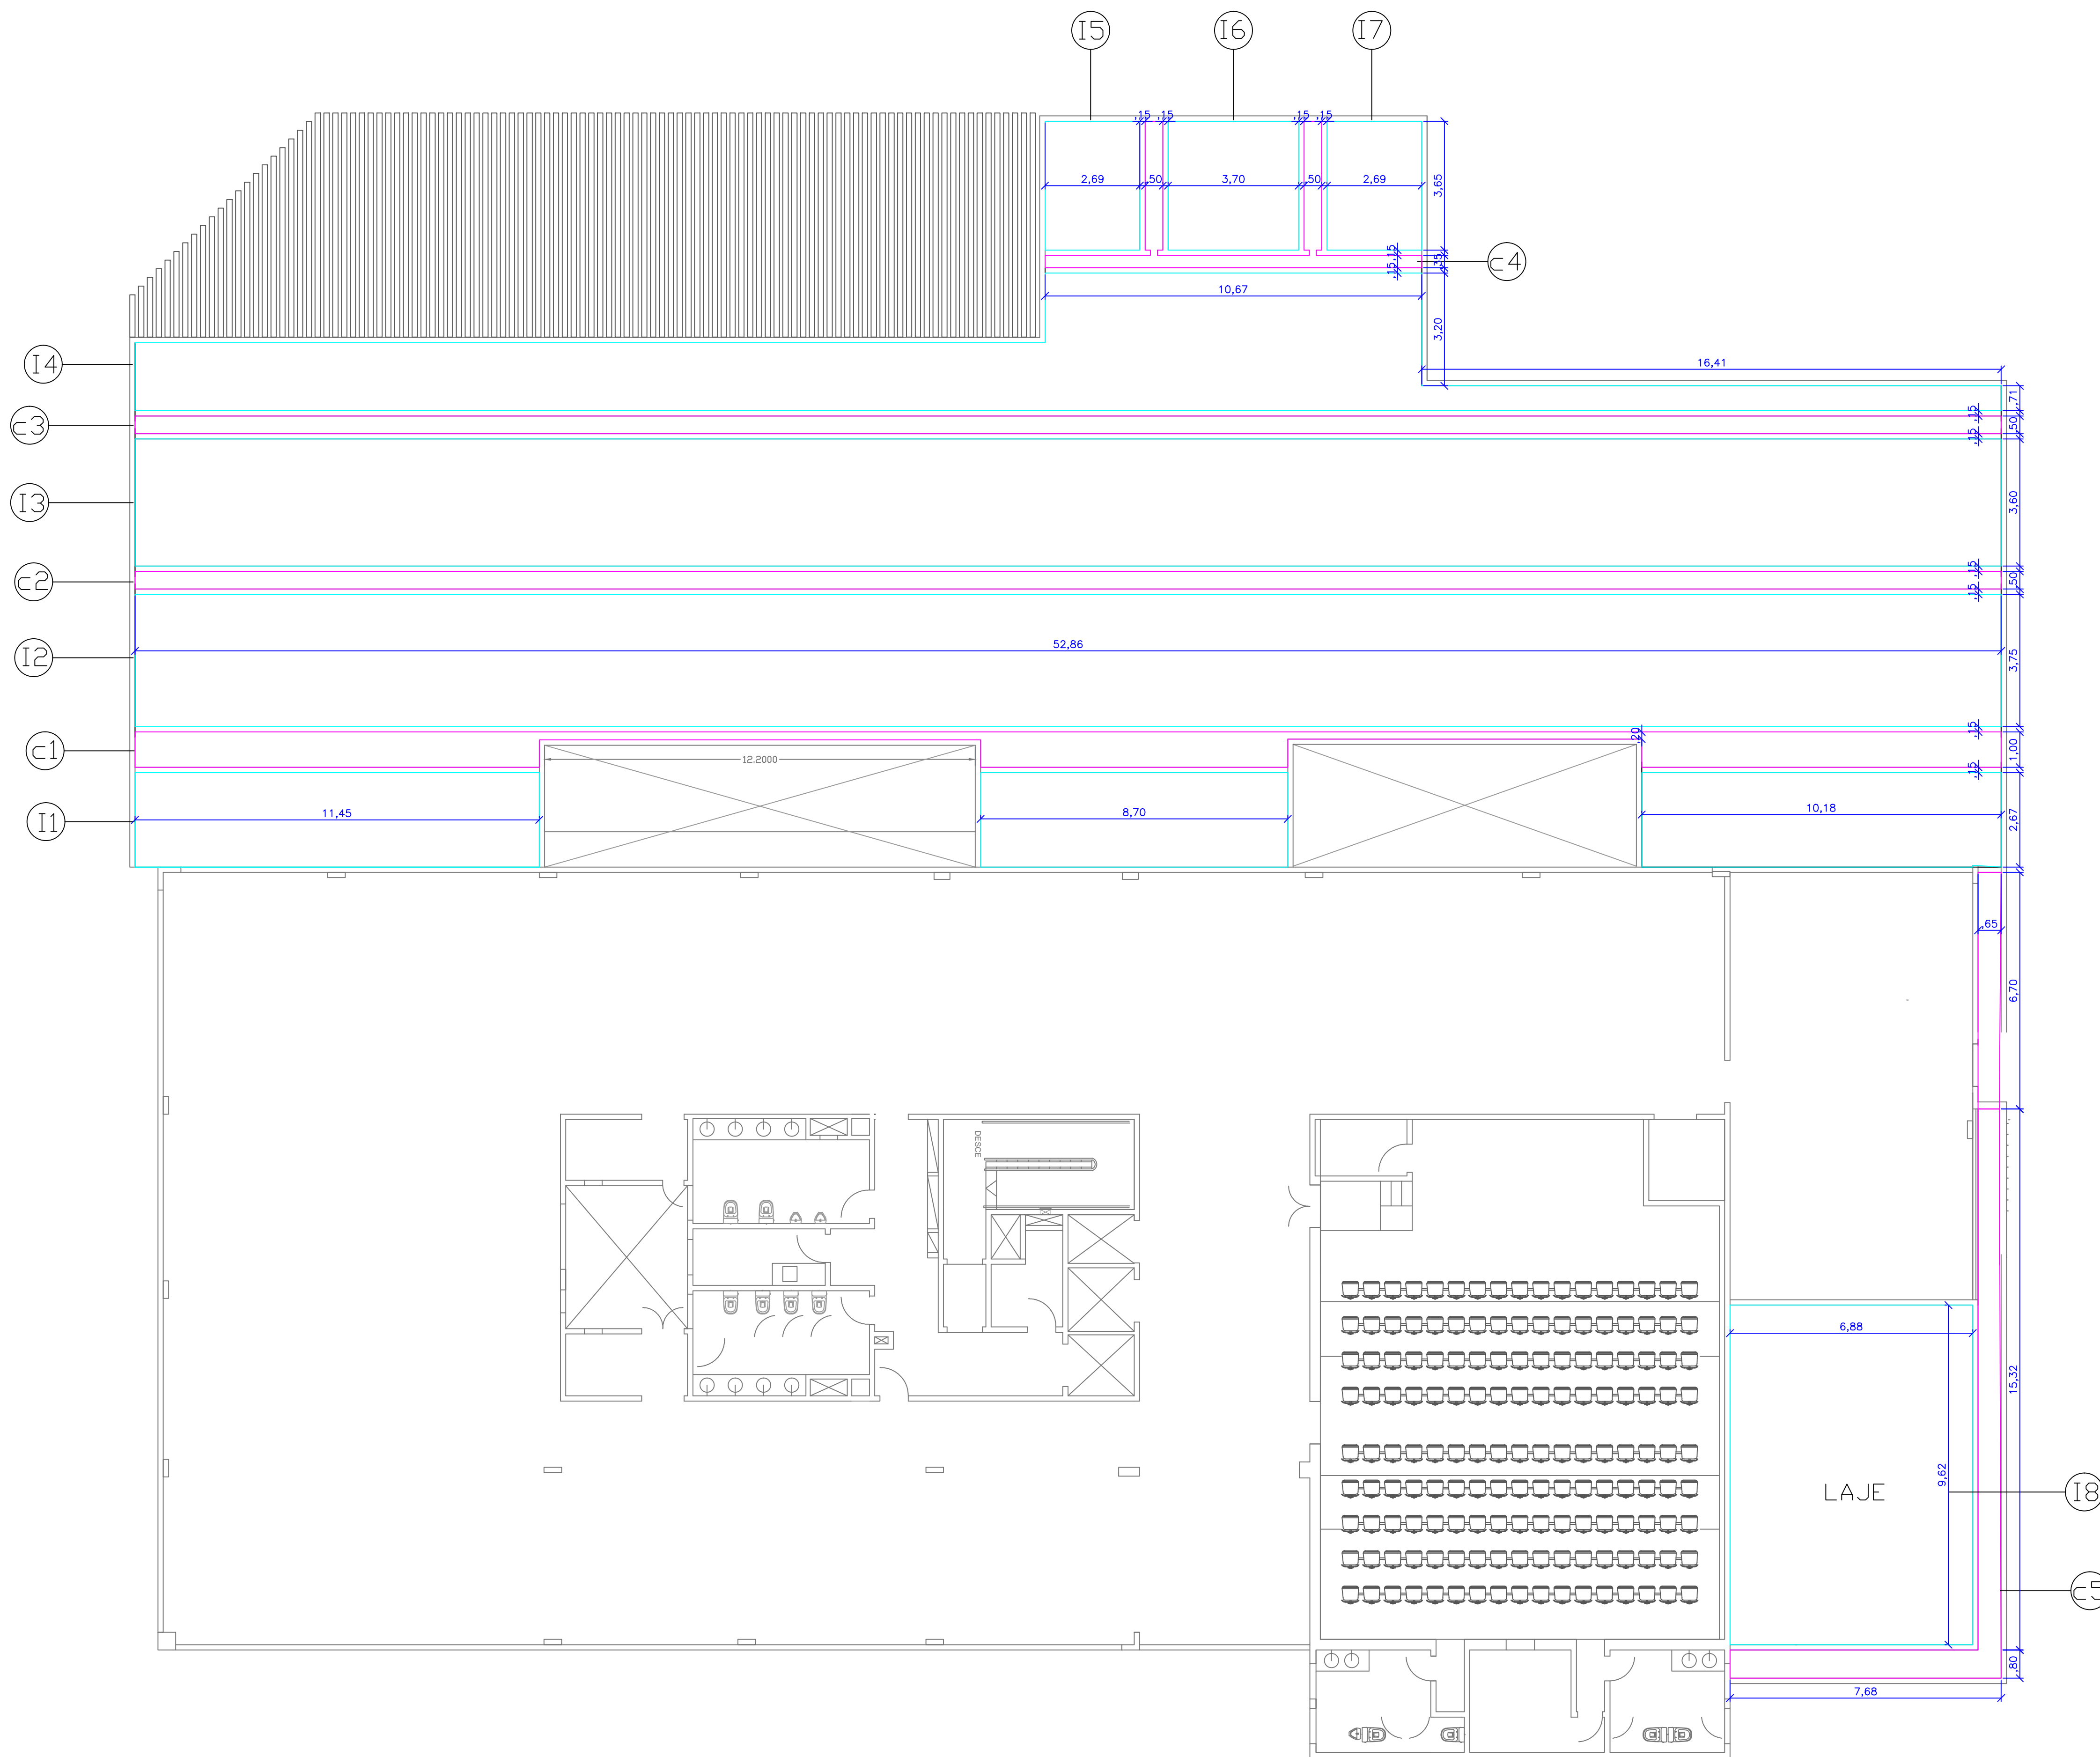 I5
I6
I7
,15
,15
,15
,15
2,69
,50
3,70
,50
2,69
3,65
,15
,35
,15
c4
10,67
3,20
16,41
I4
,71
,15
c3
,50
,15
I3
3,60
,15
c2
,50
,15
52,86
I2
3,75
,15
,20
c1
1,00
12.2000
,15
11,45
8,70
10,18
I1
2,67
,65
6,70
DESCE
6,88
15,32
9,62
LAJE
I8
c5
,80
7,68